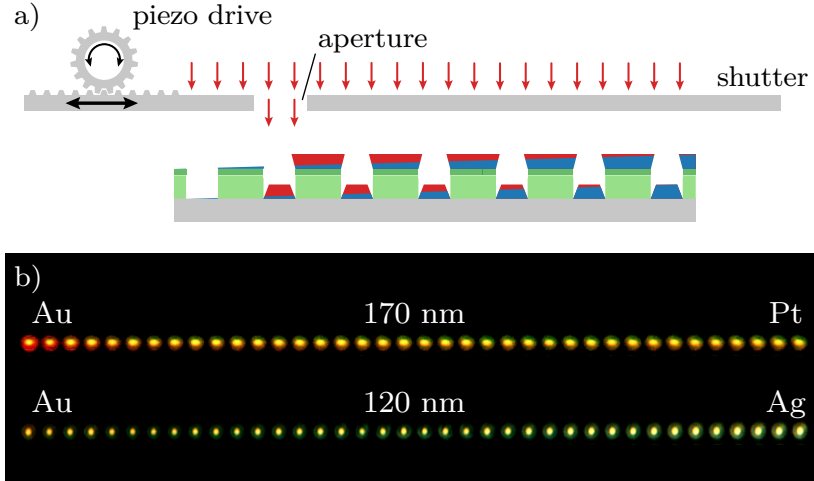 a) piezo drive
aperture
shutter
b)
Au 170 nm Pt
Au 120 nm Ag